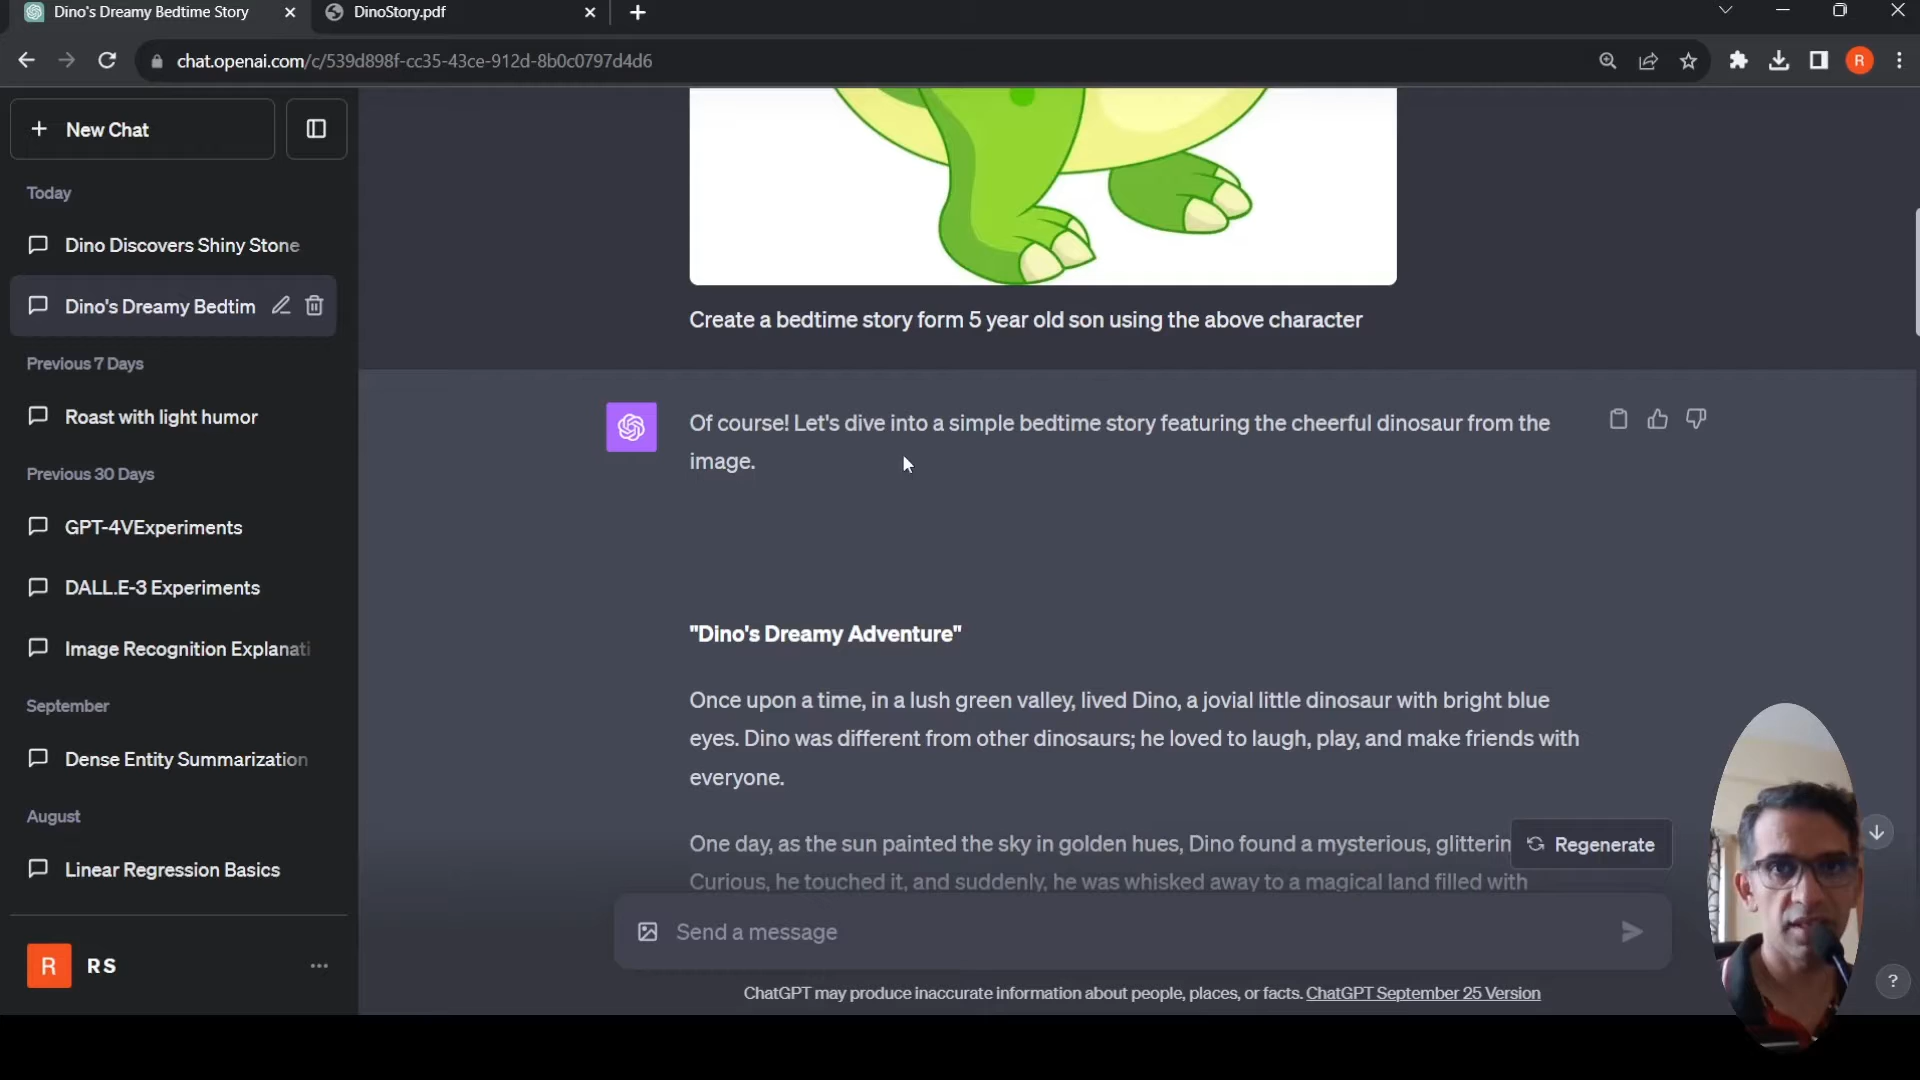 Dino's Dreamy Bedtime Story
DinoStory.pdf
chat.openai.com/c/539d898f-cc35-43ce-912d-8b0c0797d4d6
R
New Chat
Today
Dino Discovers Shiny Stone
Dino's Dreamy Bedtim
Previous 7 Days
Roast with light humor
Previous 30 Days
GPT-4VExperiments
DALL.E-3 Experiments
Image Recognition Explanati
September
Dense Entity Summarization
August
Linear Regression Basics
R RS
Create a bedtime story form 5 year old son using the above character
Of course! Let's dive into a simple bedtime story featuring the cheerful dinosaur from the
image.
"Dino's Dreamy Adventure"
Once upon a time, in a lush green valley, lived Dino, a jovial little dinosaur with bright blue
eyes. Dino was different from other dinosaurs; he loved to laugh, play, and make friends with
everyone.
One day, as the sun painted the sky in golden hues, Dino found a mysterious, glitterin
Regenerate
Curious, he touched it, and suddenly, he was whisked away to a magical land filled with
Send a message
ChatGPT may produce inaccurate information about people, places, or facts. ChatGPT September 25 Version
?